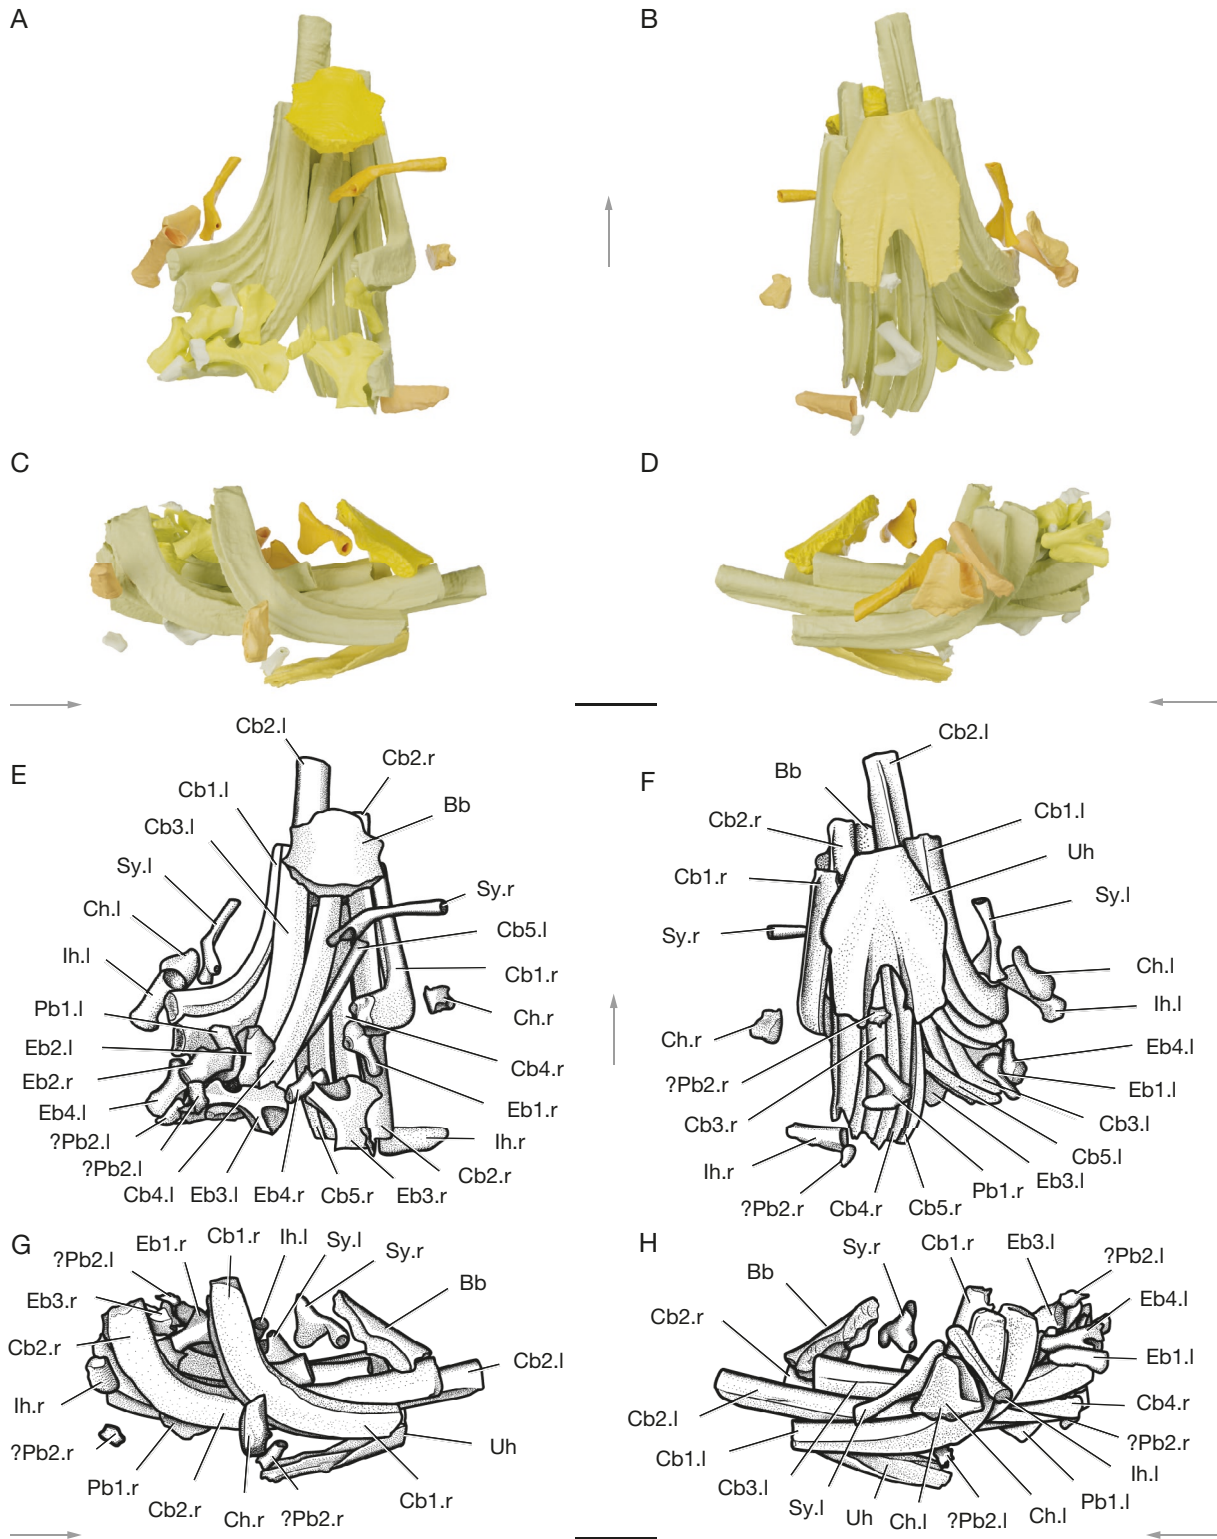 A
B
C
D
E
Cb2.l
Cb2.r
Cb1.l
Bb
Cb3.l
Sy.l
Sy.r
Ch.l
Cb5.l
Ih.l
Cb1.r
Pb1.l
Ch.r
Eb2.l
Cb4.r
Eb2.r
Eb1.r
Eb4.l
Ih.r
?Pb2.l
?Pb2.l
Cb2.r
Cb4.l Eb3.l Eb4.r Cb5.r Eb3.r
F
Cb2.l
Bb
Cb2.r
Cb1.l
Uh
Cb1.r
Sy.l
Sy.r
Ch.l
Ih.l
Ch.r
Eb4.l
?Pb2.r
Eb1.l
Cb3.r
Cb3.l
Ih.r
Cb5.l
Eb3.l
Pb1.r
?Pb2.r Cb4.r Cb5.r
G
?Pb2.l Eb1.r Cb1.r Ih.l Sy.l Sy.r
Eb3.r
Bb
Cb2.r
Cb2.l
Ih.r
?Pb2.r
Uh
Pb1.r
Cb2.r
Ch.r ?Pb2.r
Cb1.r
H
Sy.r Cb1.r Eb3.l ?Pb2.l
Bb
Eb4.l
Cb2.r
Eb1.l
Cb4.r
Cb2.l
?Pb2.r
Cb1.l
Ih.l
Cb3.l
Pb1.l
Sy.l Uh Ch.l ?Pb2.l Ch.l